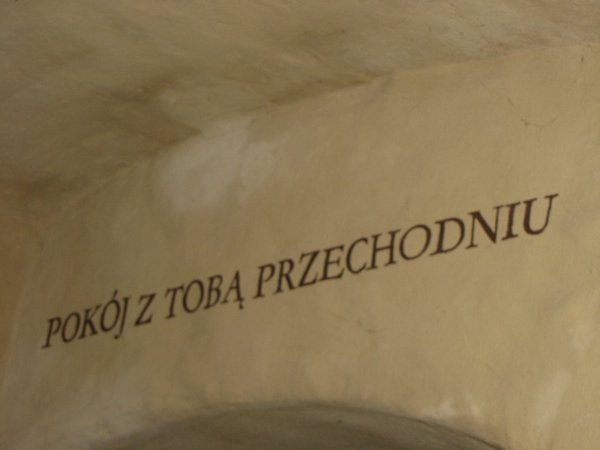 POKÓJ Z TOBĄ PRZECHODNIU